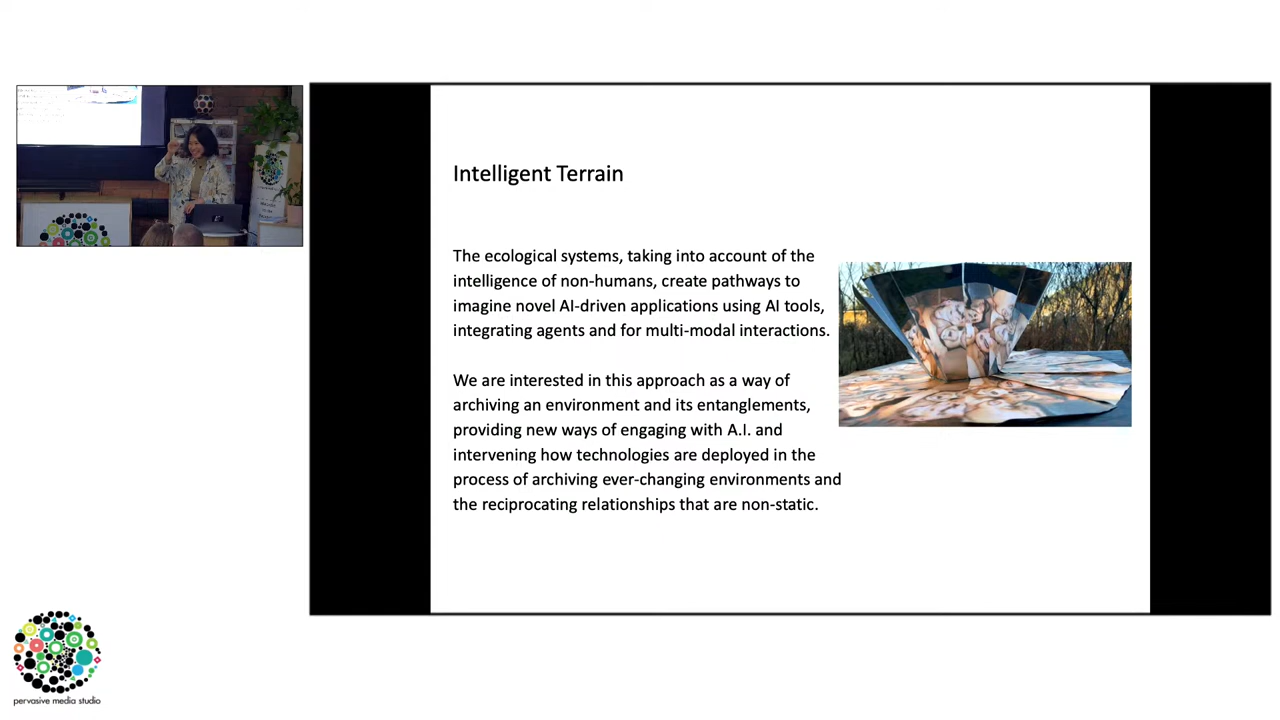 Intelligent Terrain
The ecological systems, taking into account of the
intelligence of non-humans, create pathways to
imagine novel AI-driven applications using AI tools,
integrating agents and for multi-modal interactions.
We are interested in this approach as a way of
archiving an environment and its entanglements,
providing new ways of engaging with A.I. and
intervening how technologies are deployed in the
process of archiving ever-changing environments and
the reciprocating relationships that are non-static.
pervasive media studio